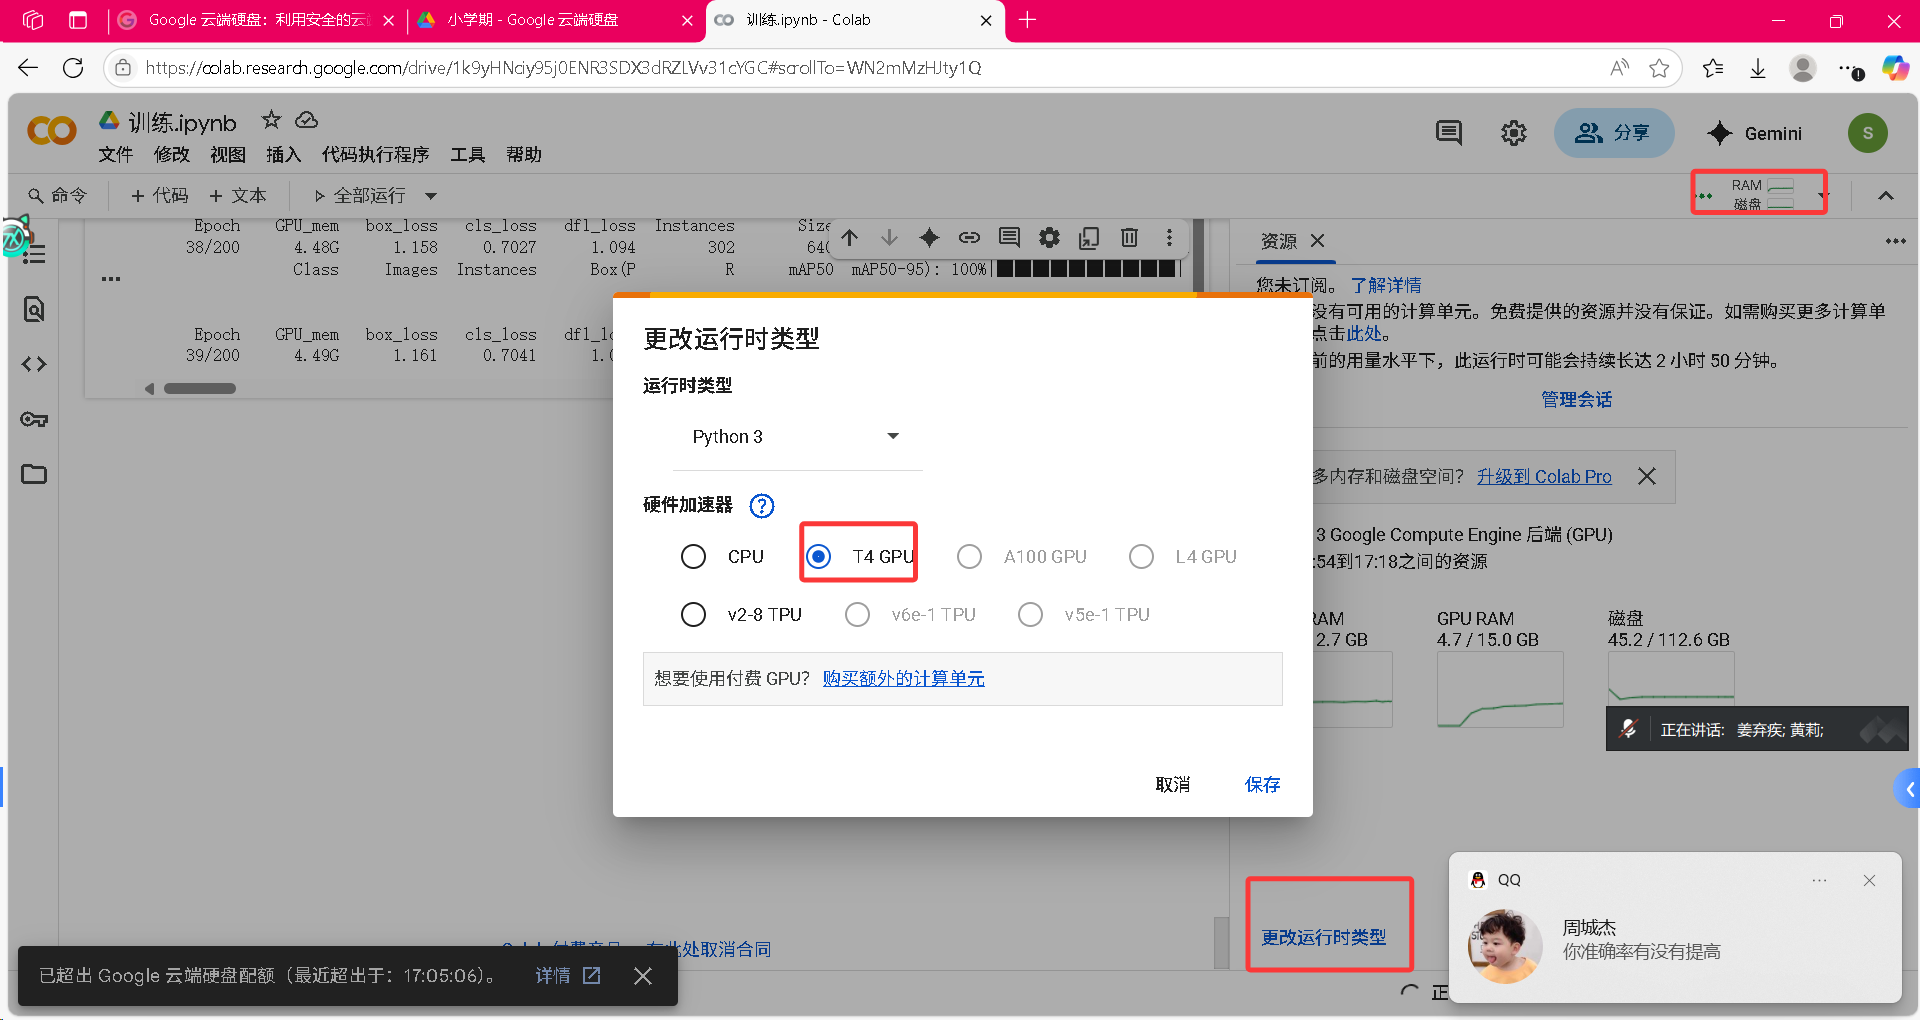 Google 云端硬盘：利用安全的云
小学期 - Google 云端硬盘
训练.ipynb - Colab
https://colab.research.google.com/drive/1k9yHNdiy95j0ENR3SDX3dRZLVv31cYGC#scrollTo=WN2mMzHJty1Q
训练.ipynb
分享
Gemini
S
文件 修改 视图 插入 代码执行程序 工具 帮助
命令
+ 代码 + 文本
全部运行
RAM
磁盘
Epoch GPU_mem box_loss cls_loss dfl_loss Instances Size
38/200 4.48G 1.158 0.7027 1.094 302 640
Class Images Instances Box(P R mAP50 mAP50-95): 100%
Epoch GPU_mem box_loss cls_loss dfl_lo
39/200 4.49G 1.161 0.7041 1.0
资源
您未订阅。 了解详情
没有可用的计算单元。免费提供的资源并没有保证。如需购买更多计算单
点击此处。
前的用量水平下，此运行时可能会持续长达 2 小时 50 分钟。
管理会话
多内存和磁盘空间？ 升级到 Colab Pro
3 Google Compute Engine 后端 (GPU)
:54到17:18之间的资源
RAM
2.7 GB
GPU RAM
4.7 / 15.0 GB
磁盘
45.2 / 112.6 GB
更改运行时类型
运行时类型
Python 3
硬件加速器 ?
CPU T4 GPU A100 GPU L4 GPU
v2-8 TPU v6e-1 TPU v5e-1 TPU
想要使用付费 GPU？ 购买额外的计算单元
取消 保存
正在讲话: 姜弃疾; 黄莉;
更改运行时类型
在此处取消合同
已超出 Google 云端硬盘配额（最近超出于：17:05:06）。 详情
正
QQ
周城杰
你准确率有没有提高